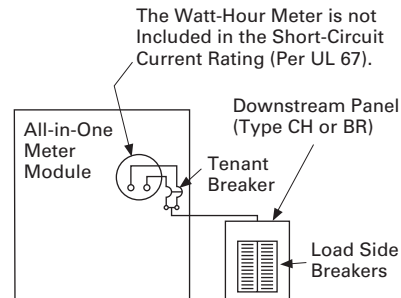 The Watt-Hour Meter is not
Included in the Short-Circuit
Current Rating (Per UL 67).
Downstream Panel
(Type CH or BR)
All-in-One
Meter
Module
Tenant
Breaker
Load Side
Breakers